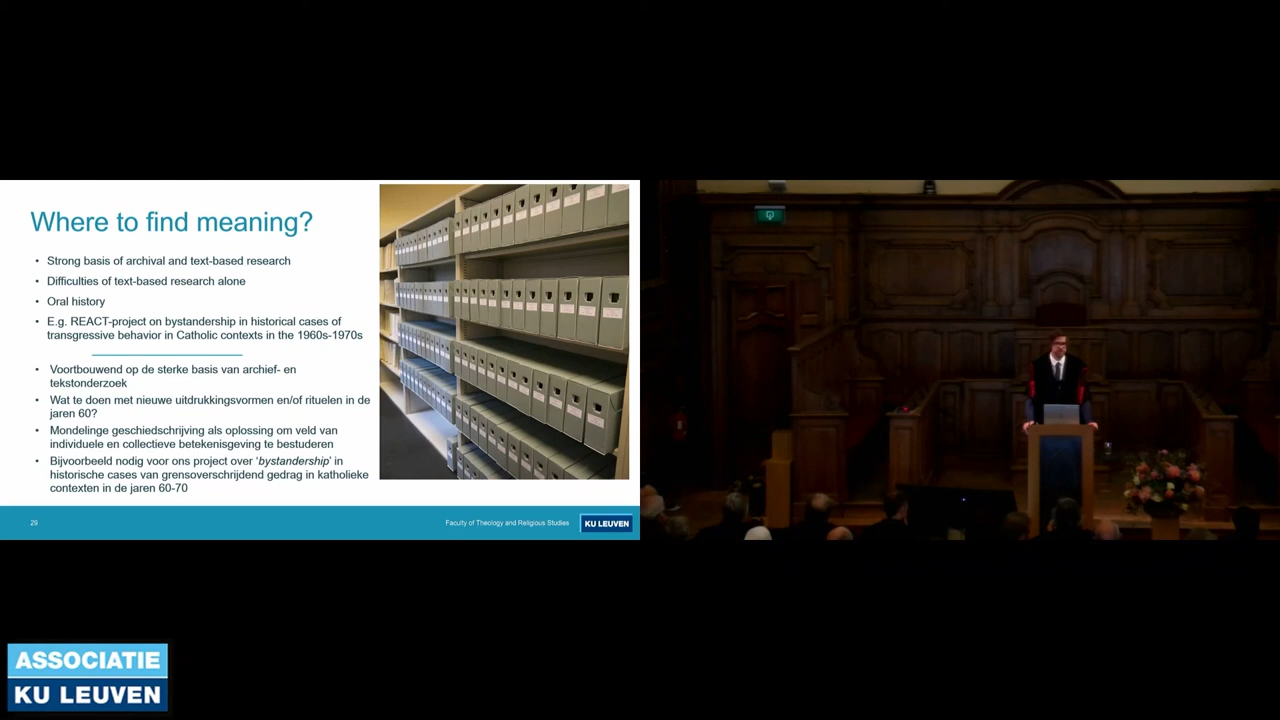 Where to find meaning?
• Strong basis of archival and text-based research
• Difficulties of text-based research alone
• Oral history
• E.g. REACT-project on bystandership in historical cases of
transgressive behavior in Catholic contexts in the 1960s-1970s
• Voortbouwend op de sterke basis van archief- en
tekstonderzoek
• Wat te doen met nieuwe uitdrukkingsvormen en/of rituelen in de
jaren 60?
• Mondelinge geschiedschrijving als oplossing om veld van
individuele en collectieve betekenisgeving te bestuderen
• Bijvoorbeeld nodig voor ons project over ‘bystandership’ in
historische cases van grensoverschrijdend gedrag in katholieke
contexten in de jaren 60-70
29
Faculty of Theology and Religious Studies
KU LEUVEN
ASSOCIATIE
KU LEUVEN